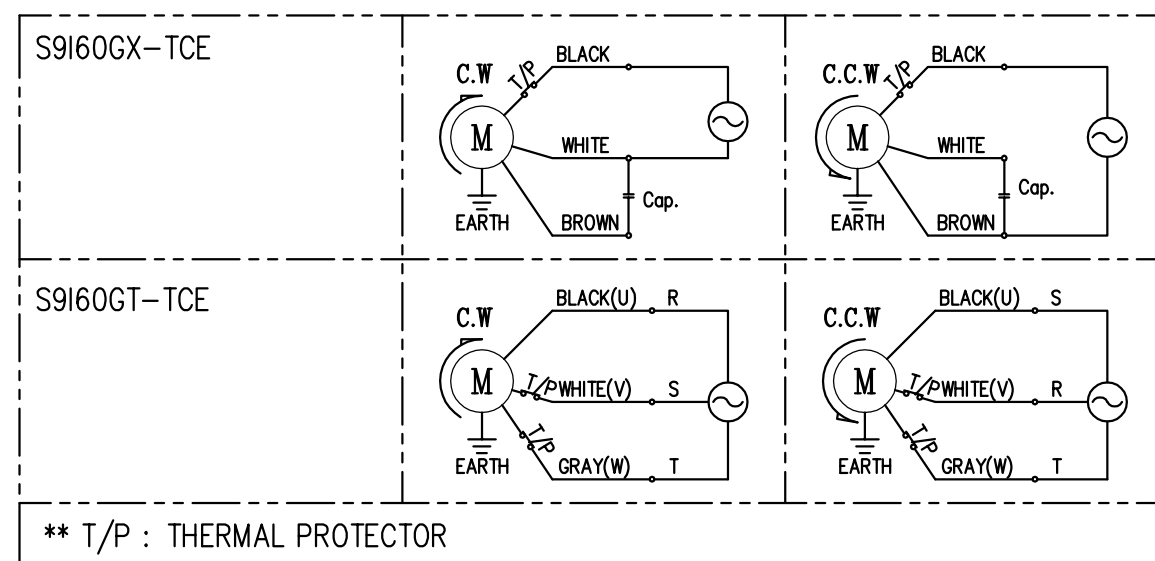 S9I60GX-TCE
C.W
T/P
BLACK
M
WHITE
Cap.
EARTH
BROWN
C.C.W
T/P
BLACK
M
WHITE
Cap.
EARTH
BROWN
S9I60GT-TCE
C.W
BLACK(U) R
M
T/P WHITE(V) S
T/P
EARTH
GRAY(W) T
C.C.W
BLACK(U) S
M
T/P WHITE(V) R
T/P
EARTH
GRAY(W) T
** T/P : THERMAL PROTECTOR